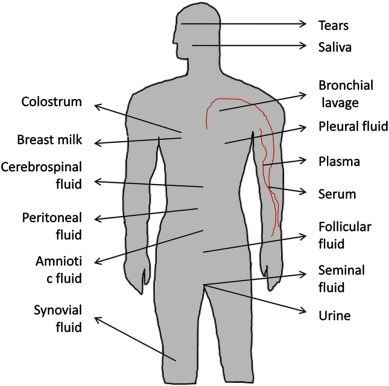 Tears
Saliva
Bronchial
lavage
Pleural fluid
Plasma
Serum
Follicular
fluid
Seminal
fluid
Urine
Colostrum
Breast milk
Cerebrospinal
fluid
Peritoneal
fluid
Amnioti
c fluid
Synovial
fluid